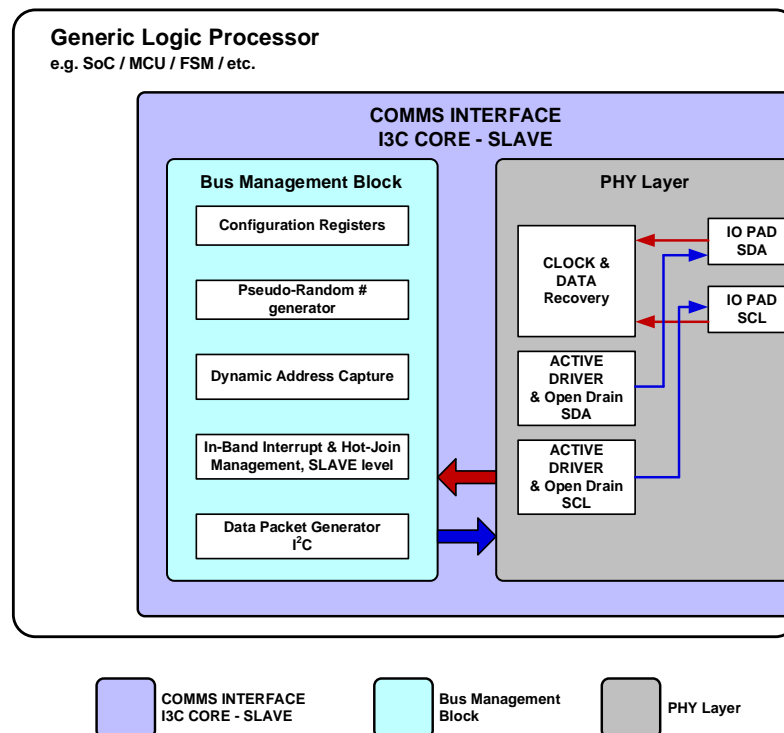 Generic Logic Processor
e.g. SoC / MCU / FSM / etc.
COMMS INTERFACE
I3C CORE - SLAVE
Bus Management Block
Configuration Registers
Pseudo-Random #
generator
Dynamic Address Capture
In-Band Interrupt & Hot-Join
Management, SLAVE level
Data Packet Generator
I²C
PHY Layer
CLOCK &
DATA
Recovery
IO PAD
SDA
IO PAD
SCL
ACTIVE
DRIVER
& Open Drain
SDA
ACTIVE
DRIVER
& Open Drain
SCL
COMMS INTERFACE
I3C CORE - SLAVE
Bus Management
Block
PHY Layer